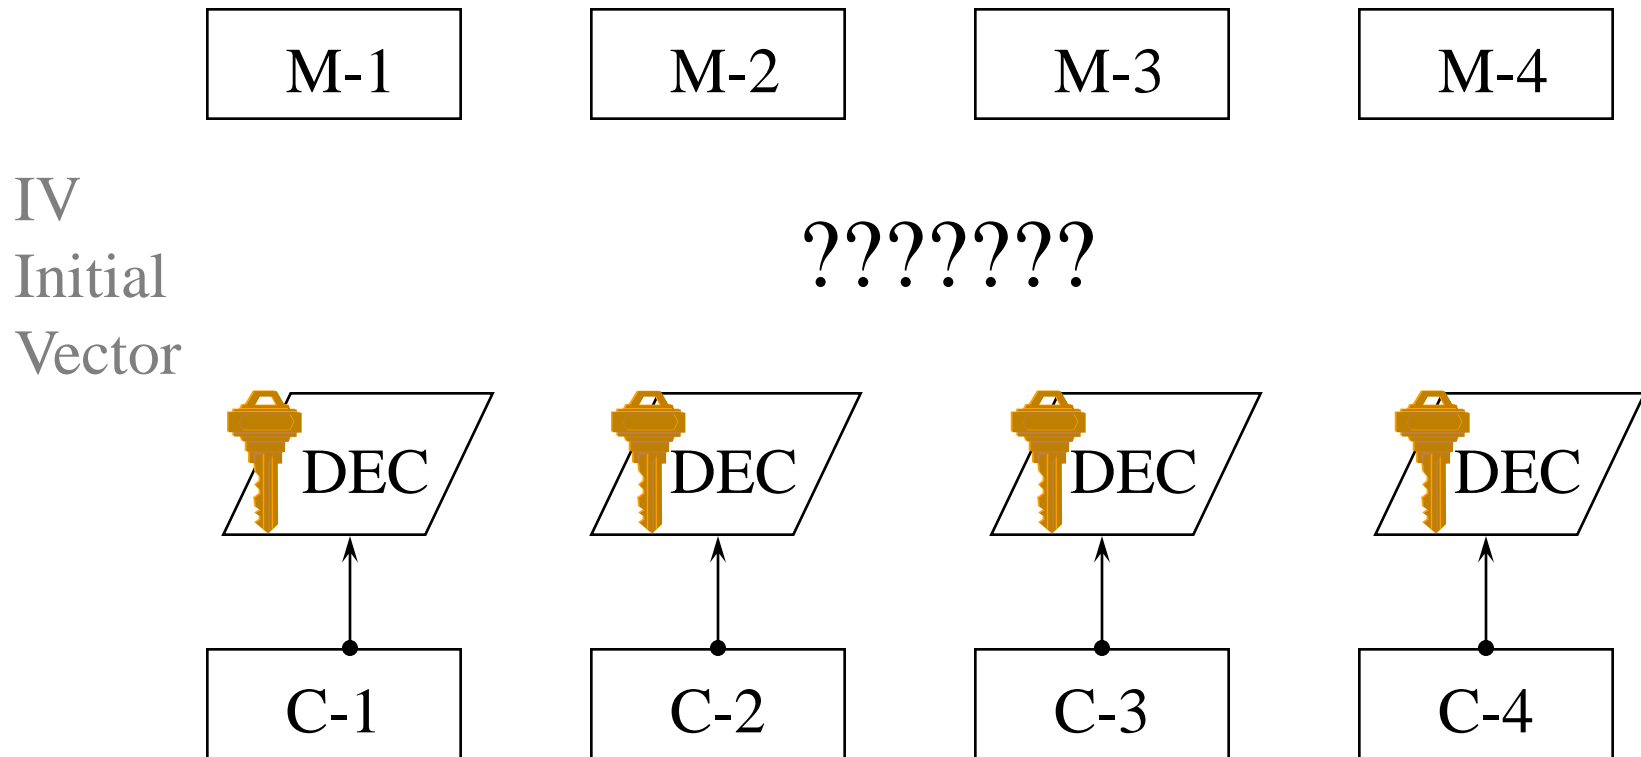 M-1 M-2 M-3 M-4
IV
Initial
Vector
???????
DEC DEC DEC DEC
C-1 C-2 C-3 C-4